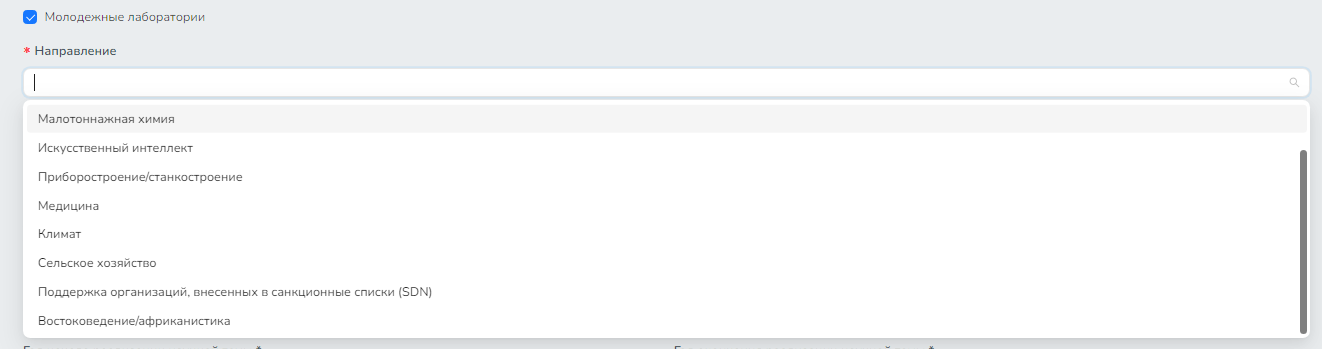 Молодежные лаборатории
* Направление
Малотоннажная химия
Искусственный интеллект
Приборостроение/станкостроение
Медицина
Климат
Сельское хозяйство
Поддержка организаций, внесенных в санкционные списки (SDN)
Востоковедение/африканистика